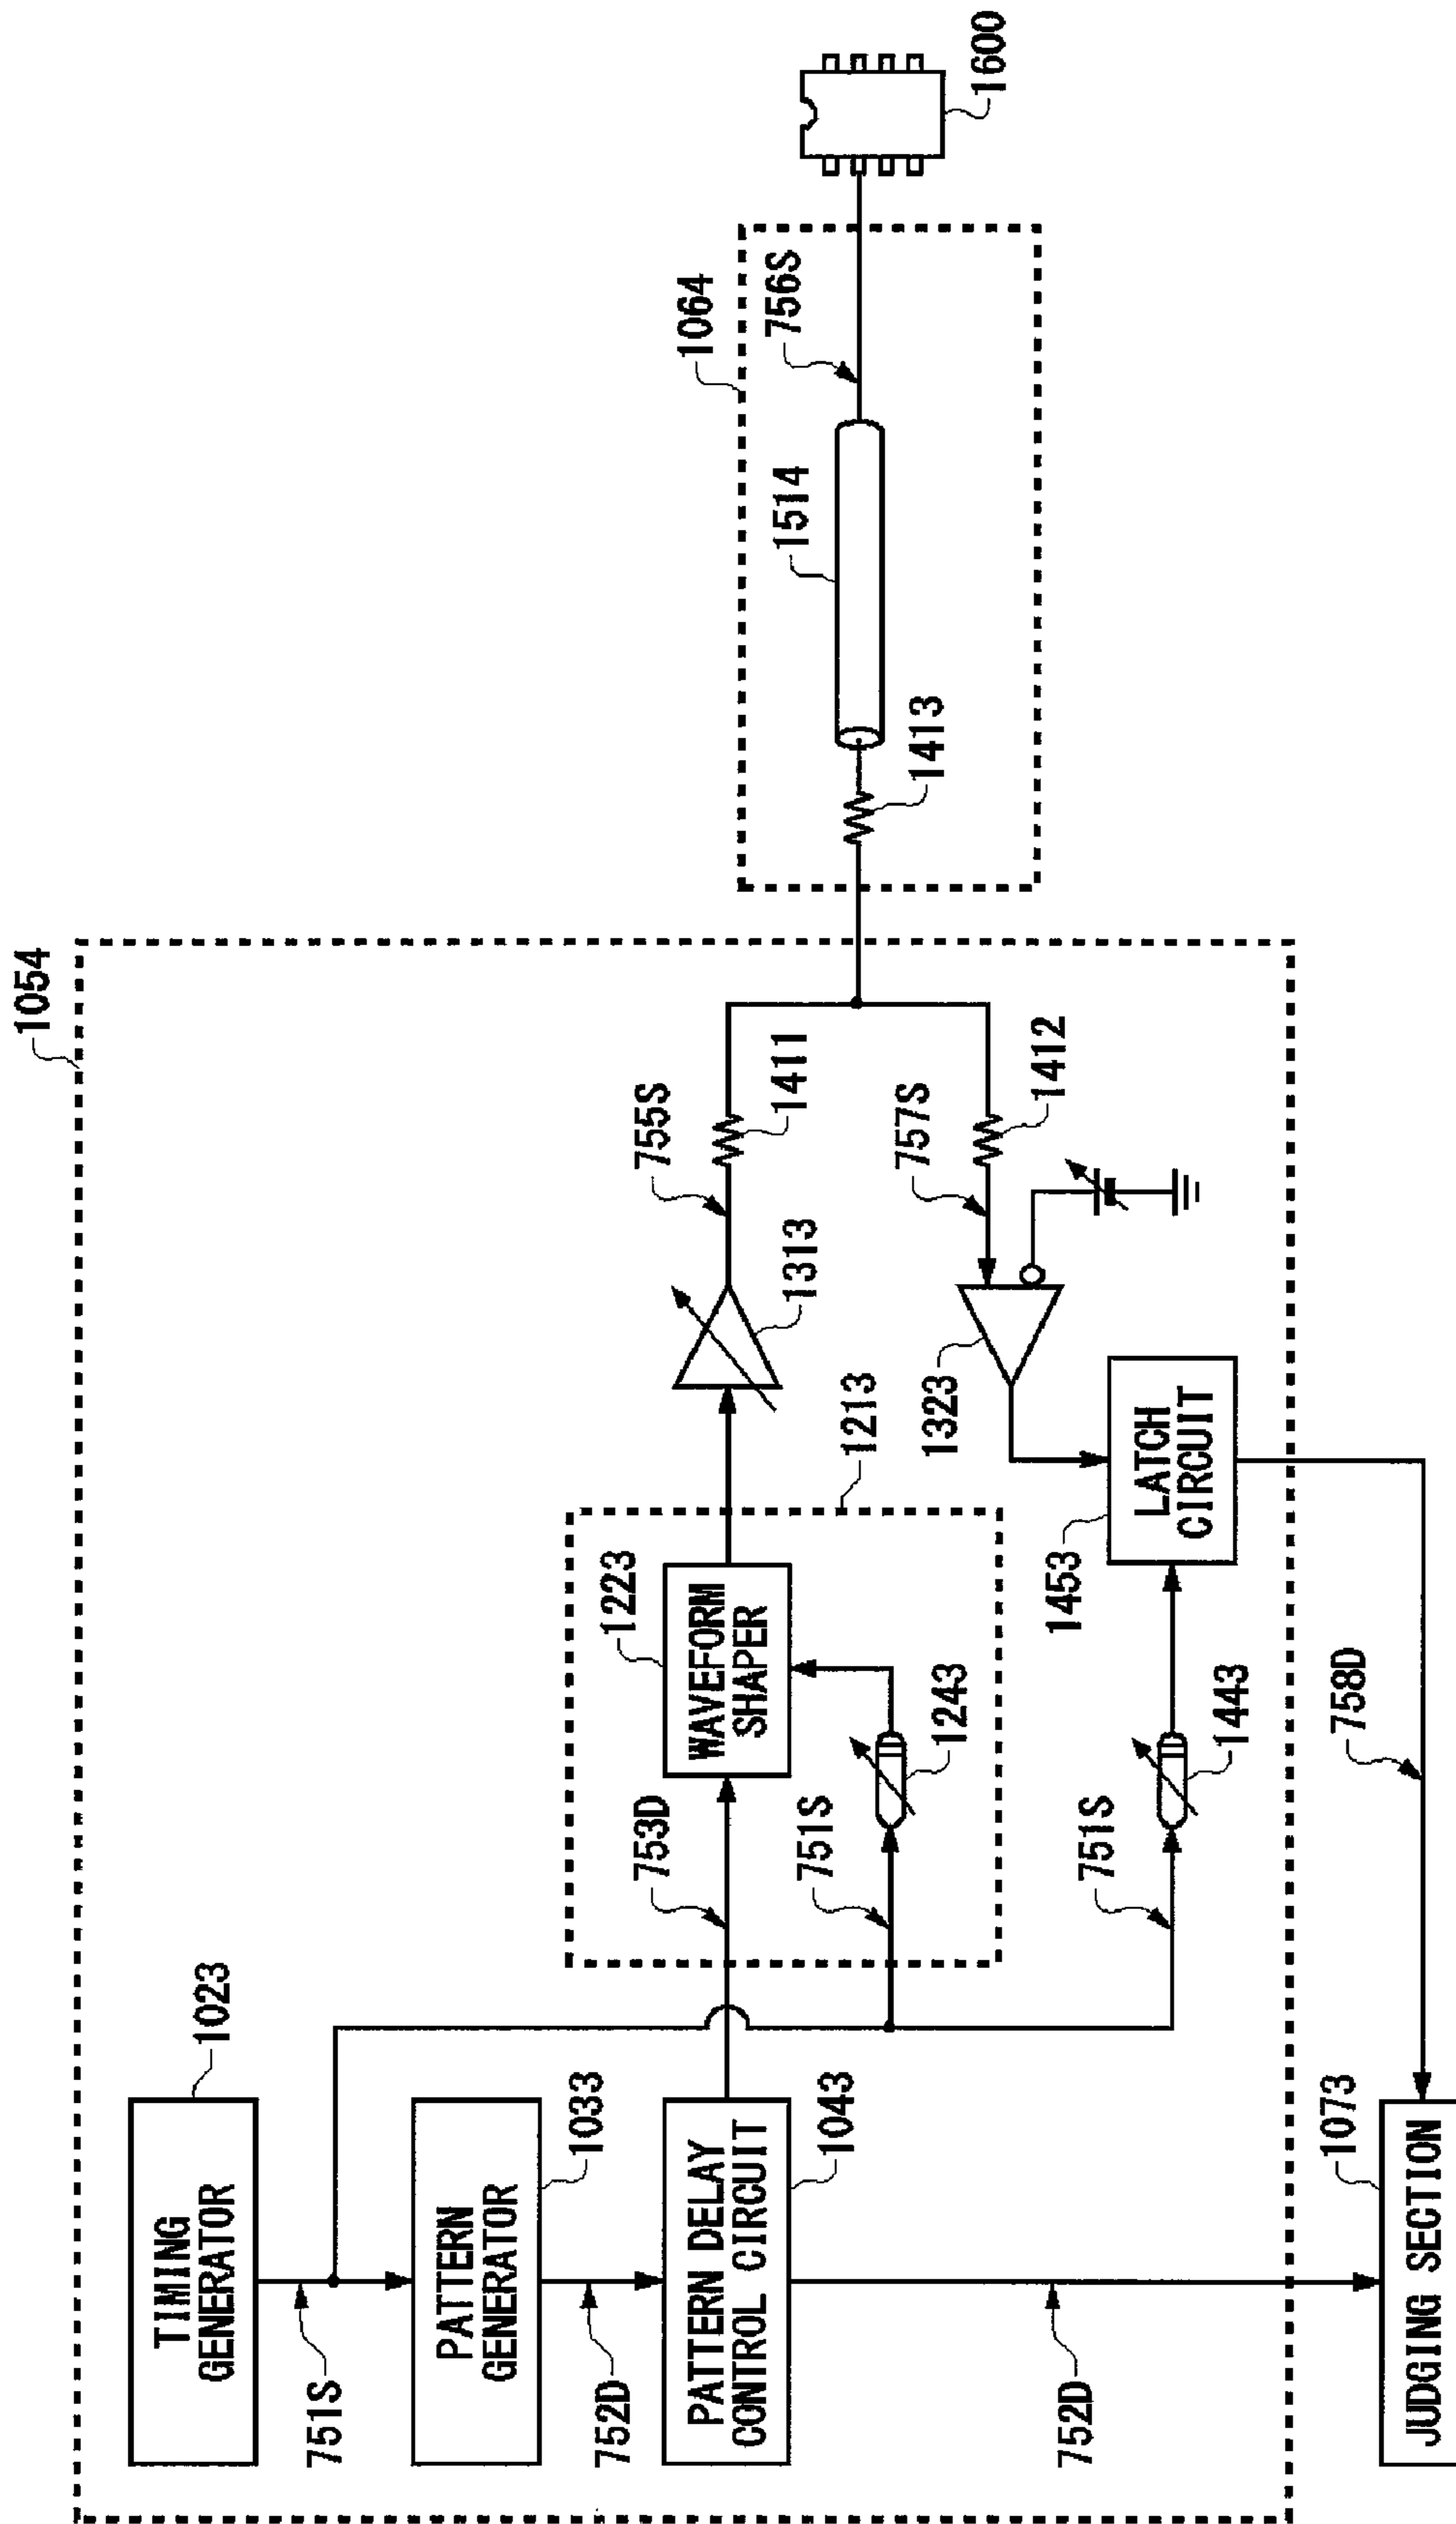 1054
TIMING
GENERATOR
1023
751S
PATTERN
GENERATOR
1033
752D
PATTERN DELAY
CONTROL CIRCUIT
1043
752D
753D
751S
751S
1223
WAVEFORM
SHAPER
1243
1443
1213
1313
755S
1411
757S
1412
1323
1453
LATCH
CIRCUIT
758D
1073
JUDGING SECTION
1064
1413
1514
756S
1600